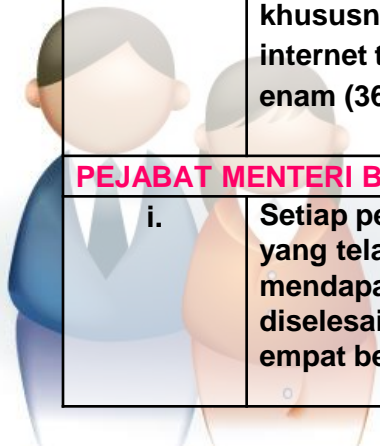 khususn
internet t
enam (36
PEJABAT MENTERI B
i. Setiap pe
yang tela
mendapa
diselesai
empat be